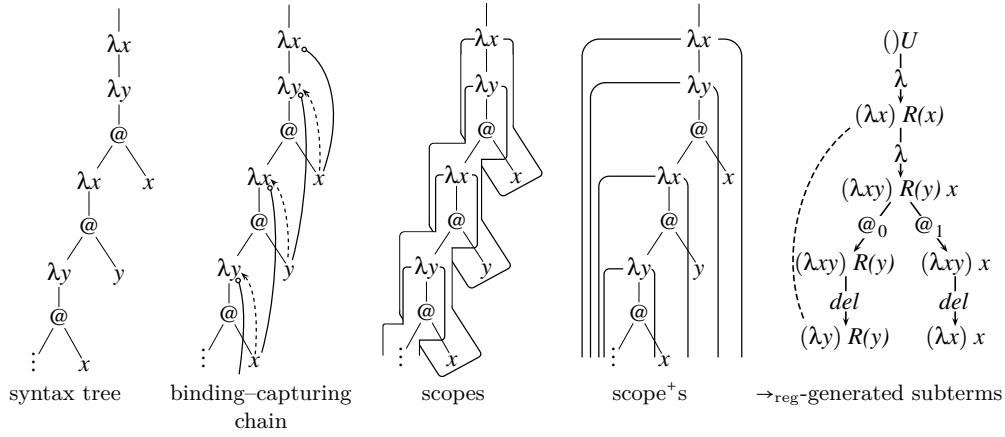 λx
λy
@
λx x
@
λy y
@
⋮ x
syntax tree
λx
λy
@
λx x
@
λy y
@
⋮ x
binding–capturing
chain
λx
λy
@
λx x
@
λy y
@
⋮ x
scopes
λx
λy
@
λx x
@
λy y
@
⋮ x
scope⁺s
()U
λ
(λx) R(x)
λ
(λxy) R(y) x
@₀ @₁
(λxy) R(y) (λxy) x
del del
(λy) R(y) (λx) x
→reg-generated subterms